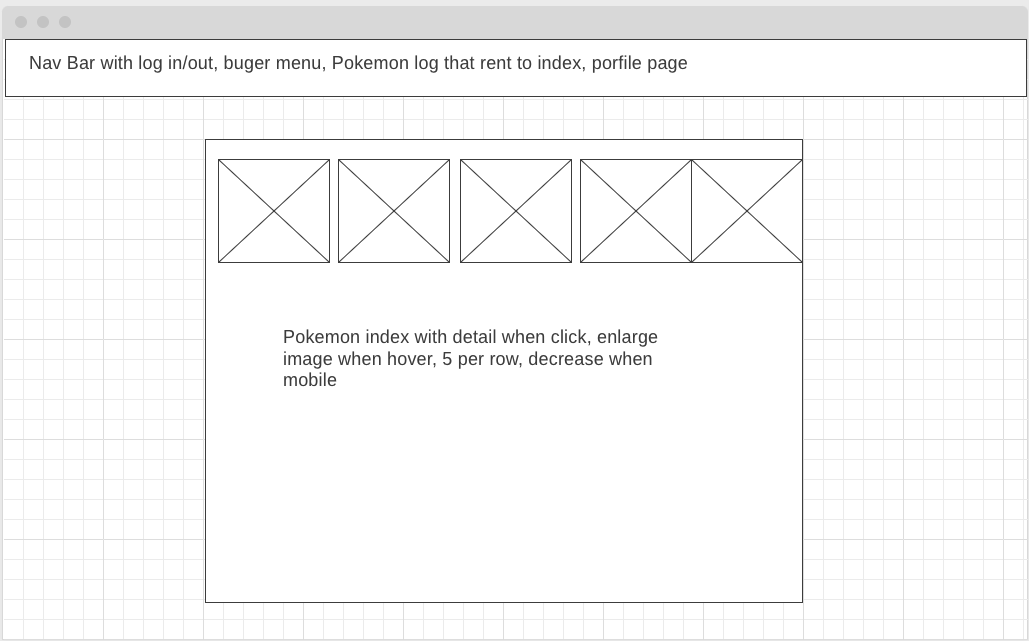 Nav Bar with log in/out, buger menu, Pokemon log that rent to index, porfile page
Pokemon index with detail when click, enlarge
image when hover, 5 per row, decrease when
mobile